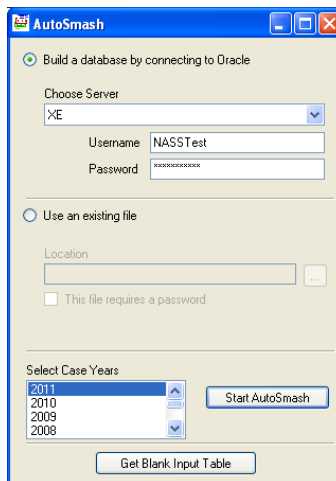 AutoSmash
Build a database by connecting to Oracle
Choose Server
XE
Username NASSTest
Password ***********
Use an existing file
Location
...
This file requires a password
Select Case Years
2011
2010
2009
2008
Start AutoSmash
Get Blank Input Table